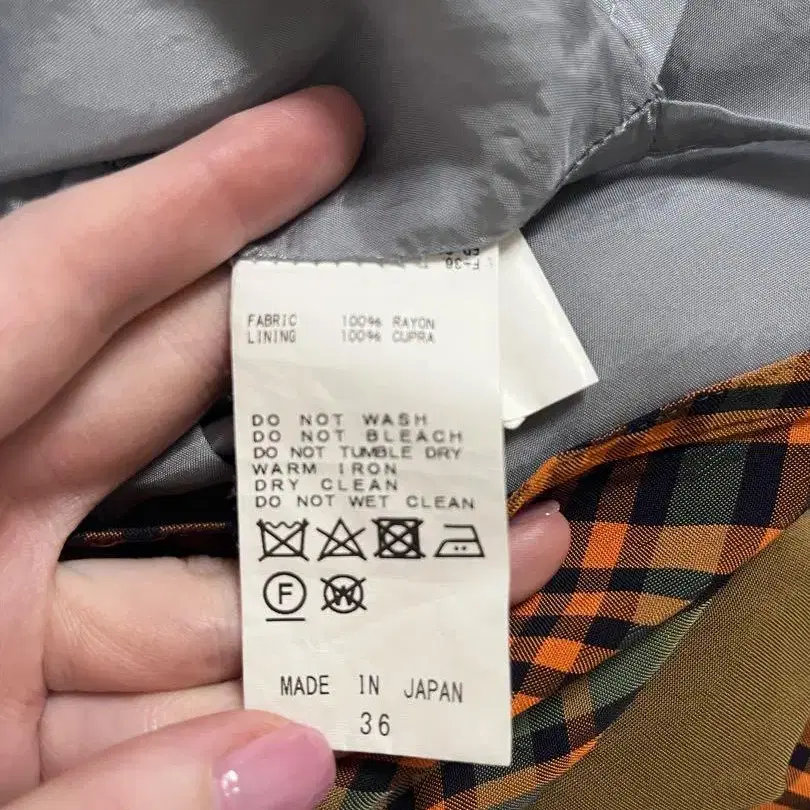 FABRIC 100% RAYON
LINING 100% CUPRA
DO NOT WASH
DO NOT BLEACH
DO NOT TUMBLE DRY
WARM IRON
DRY CLEAN
DO NOT WET CLEAN
F W
MADE IN JAPAN
36